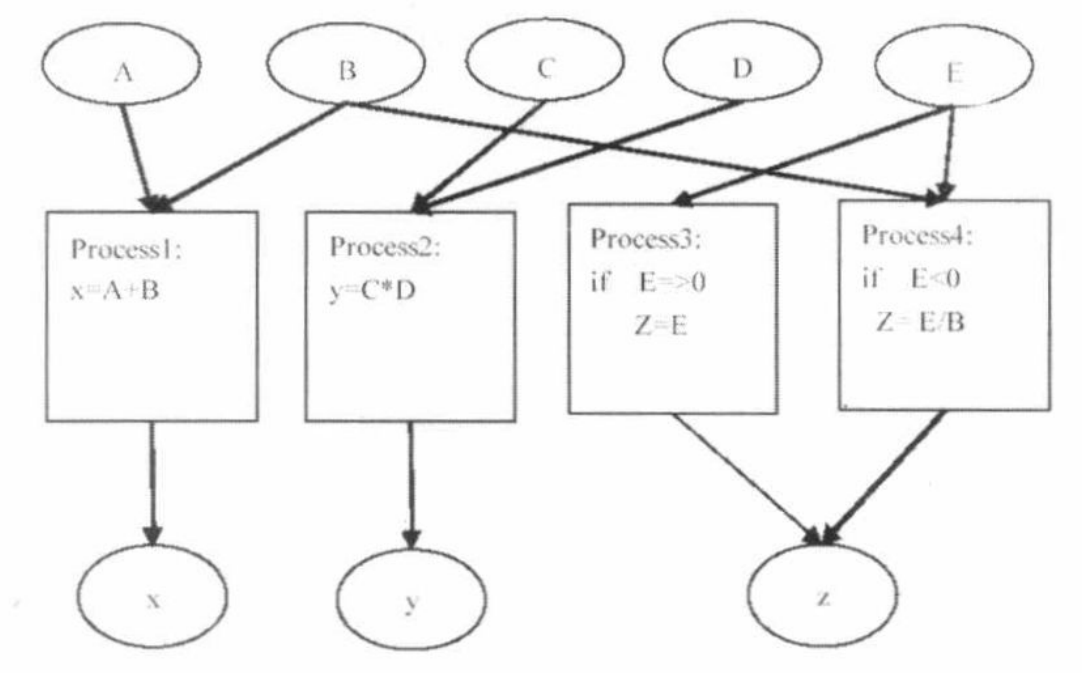 A
B
C
D
E
Process1:
x=A+B
Process2:
y=C*D
Process3:
if E=>0
Z=E
Process4:
if E<0
Z= E/B
x
y
z